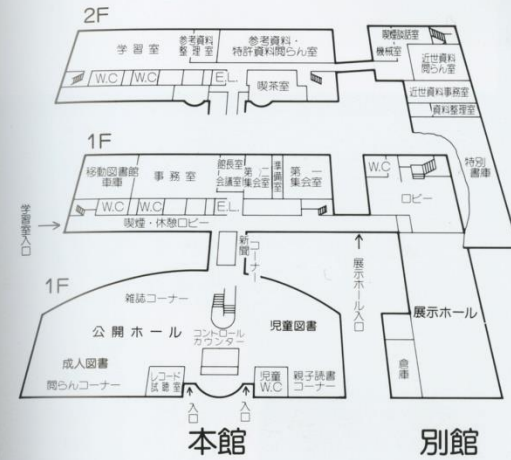 2F
学習室
参考資料
整理室
参考資料・
特許資料閲らん室
W.C
W.C
E.L.
喫茶室
喫煙談話室
機械室
近世資料
閲らん室
近世資料事務室
資料整理室
特別
書庫
1F
移動図書館
車庫
事務室
館長室
会議室
第二
集会室
準備室
第一
集会室
W.C
W.C
E.L.
喫煙・休憩ロビー
学習室入口
W.C
ロビー
新聞
コーナー
展示ホール入口
1F
雑誌コーナー
公開ホール
コントロール
カウンター
児童図書
成人図書
閲らんコーナー
レコード
試聴室
児童
W.C
親子読書
コーナー
入口
入口
展示ホール
倉庫
本館
別館